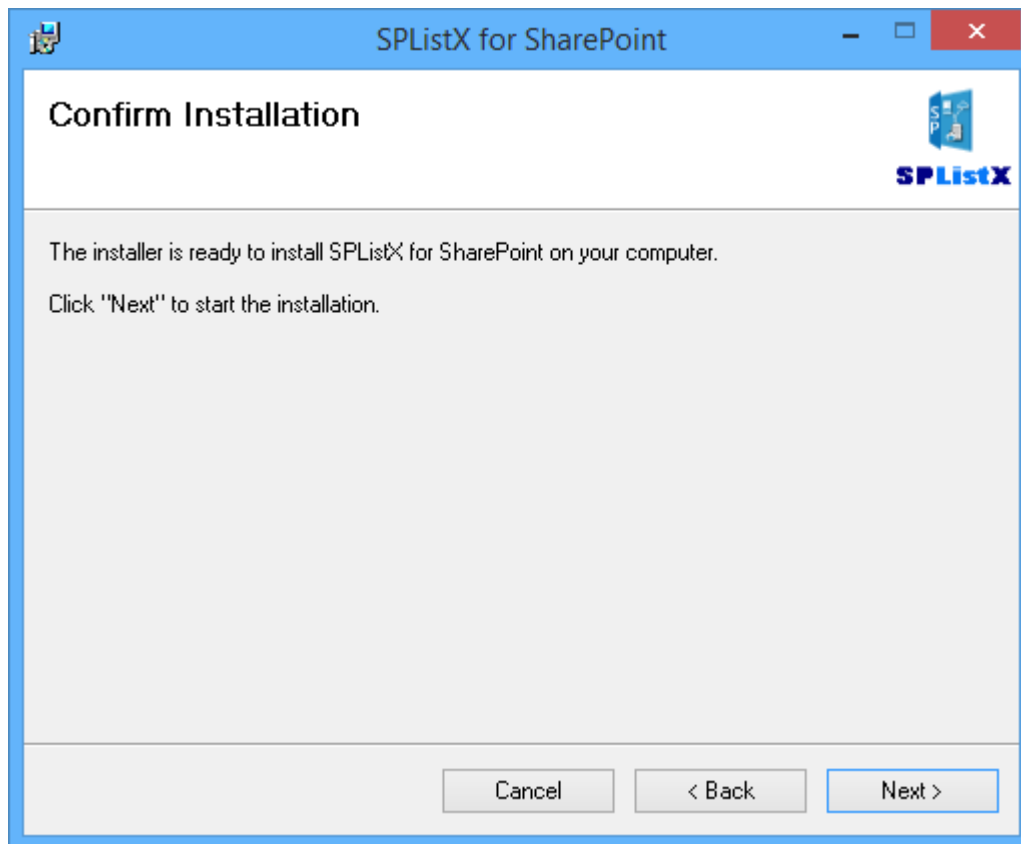 SPListX for SharePoint
Confirm Installation
SP
SPListX
The installer is ready to install SPListX for SharePoint on your computer.
Click "Next" to start the installation.
Cancel
< Back
Next >